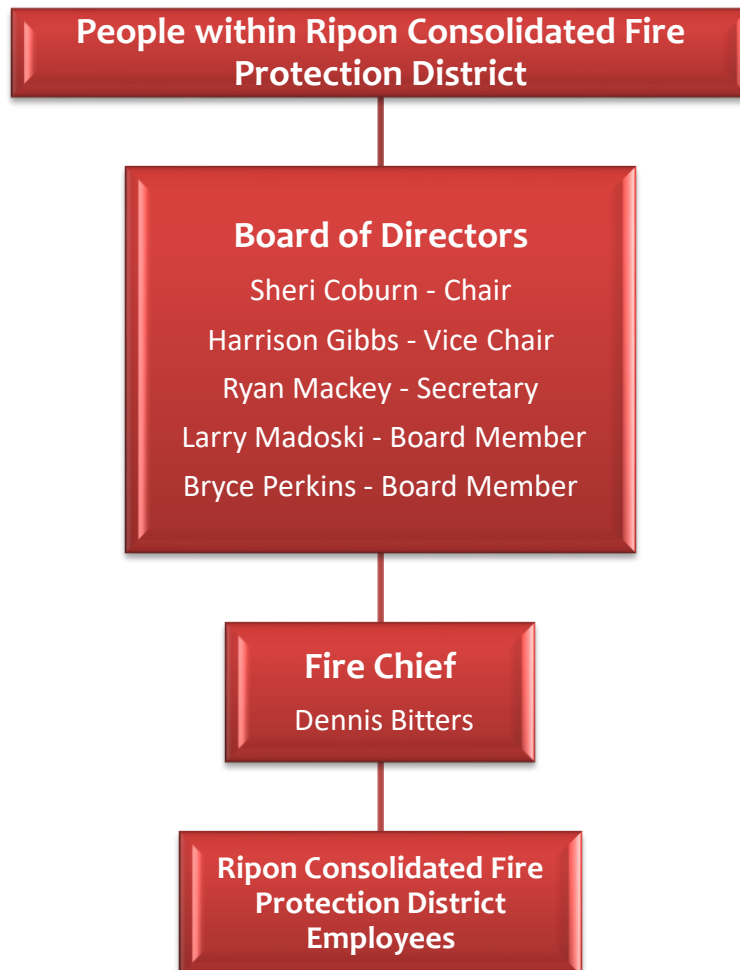 People within Ripon Consolidated Fire
Protection District
Board of Directors
Sheri Coburn - Chair
Harrison Gibbs - Vice Chair
Ryan Mackey - Secretary
Larry Madoski - Board Member
Bryce Perkins - Board Member
Fire Chief
Dennis Bitters
Ripon Consolidated Fire
Protection District
Employees